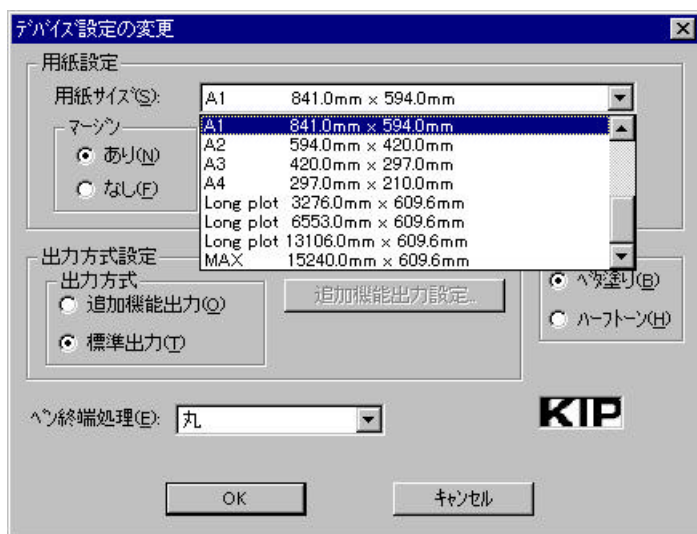 ﾃﾞﾊﾞｲｽ設定の変更
用紙設定
用紙ｻｲｽﾞ(S):
A1 841.0mm × 594.0mm
A1 841.0mm × 594.0mm
A2 594.0mm × 420.0mm
A3 420.0mm × 297.0mm
A4 297.0mm × 210.0mm
Long plot 3276.0mm × 609.6mm
Long plot 6553.0mm × 609.6mm
Long plot 13106.0mm × 609.6mm
MAX 15240.0mm × 609.6mm
ﾏｰｼﾞﾝ
あり(N)
なし(F)
出力方式設定
出力方式
追加機能出力(O)
標準出力(T)
追加機能出力設定...
ﾍﾞﾀ塗り(B)
ﾊｰﾌﾄｰﾝ(H)
ﾍﾟﾝ終端処理(E):
丸
KIP
OK
ｷｬﾝｾﾙ